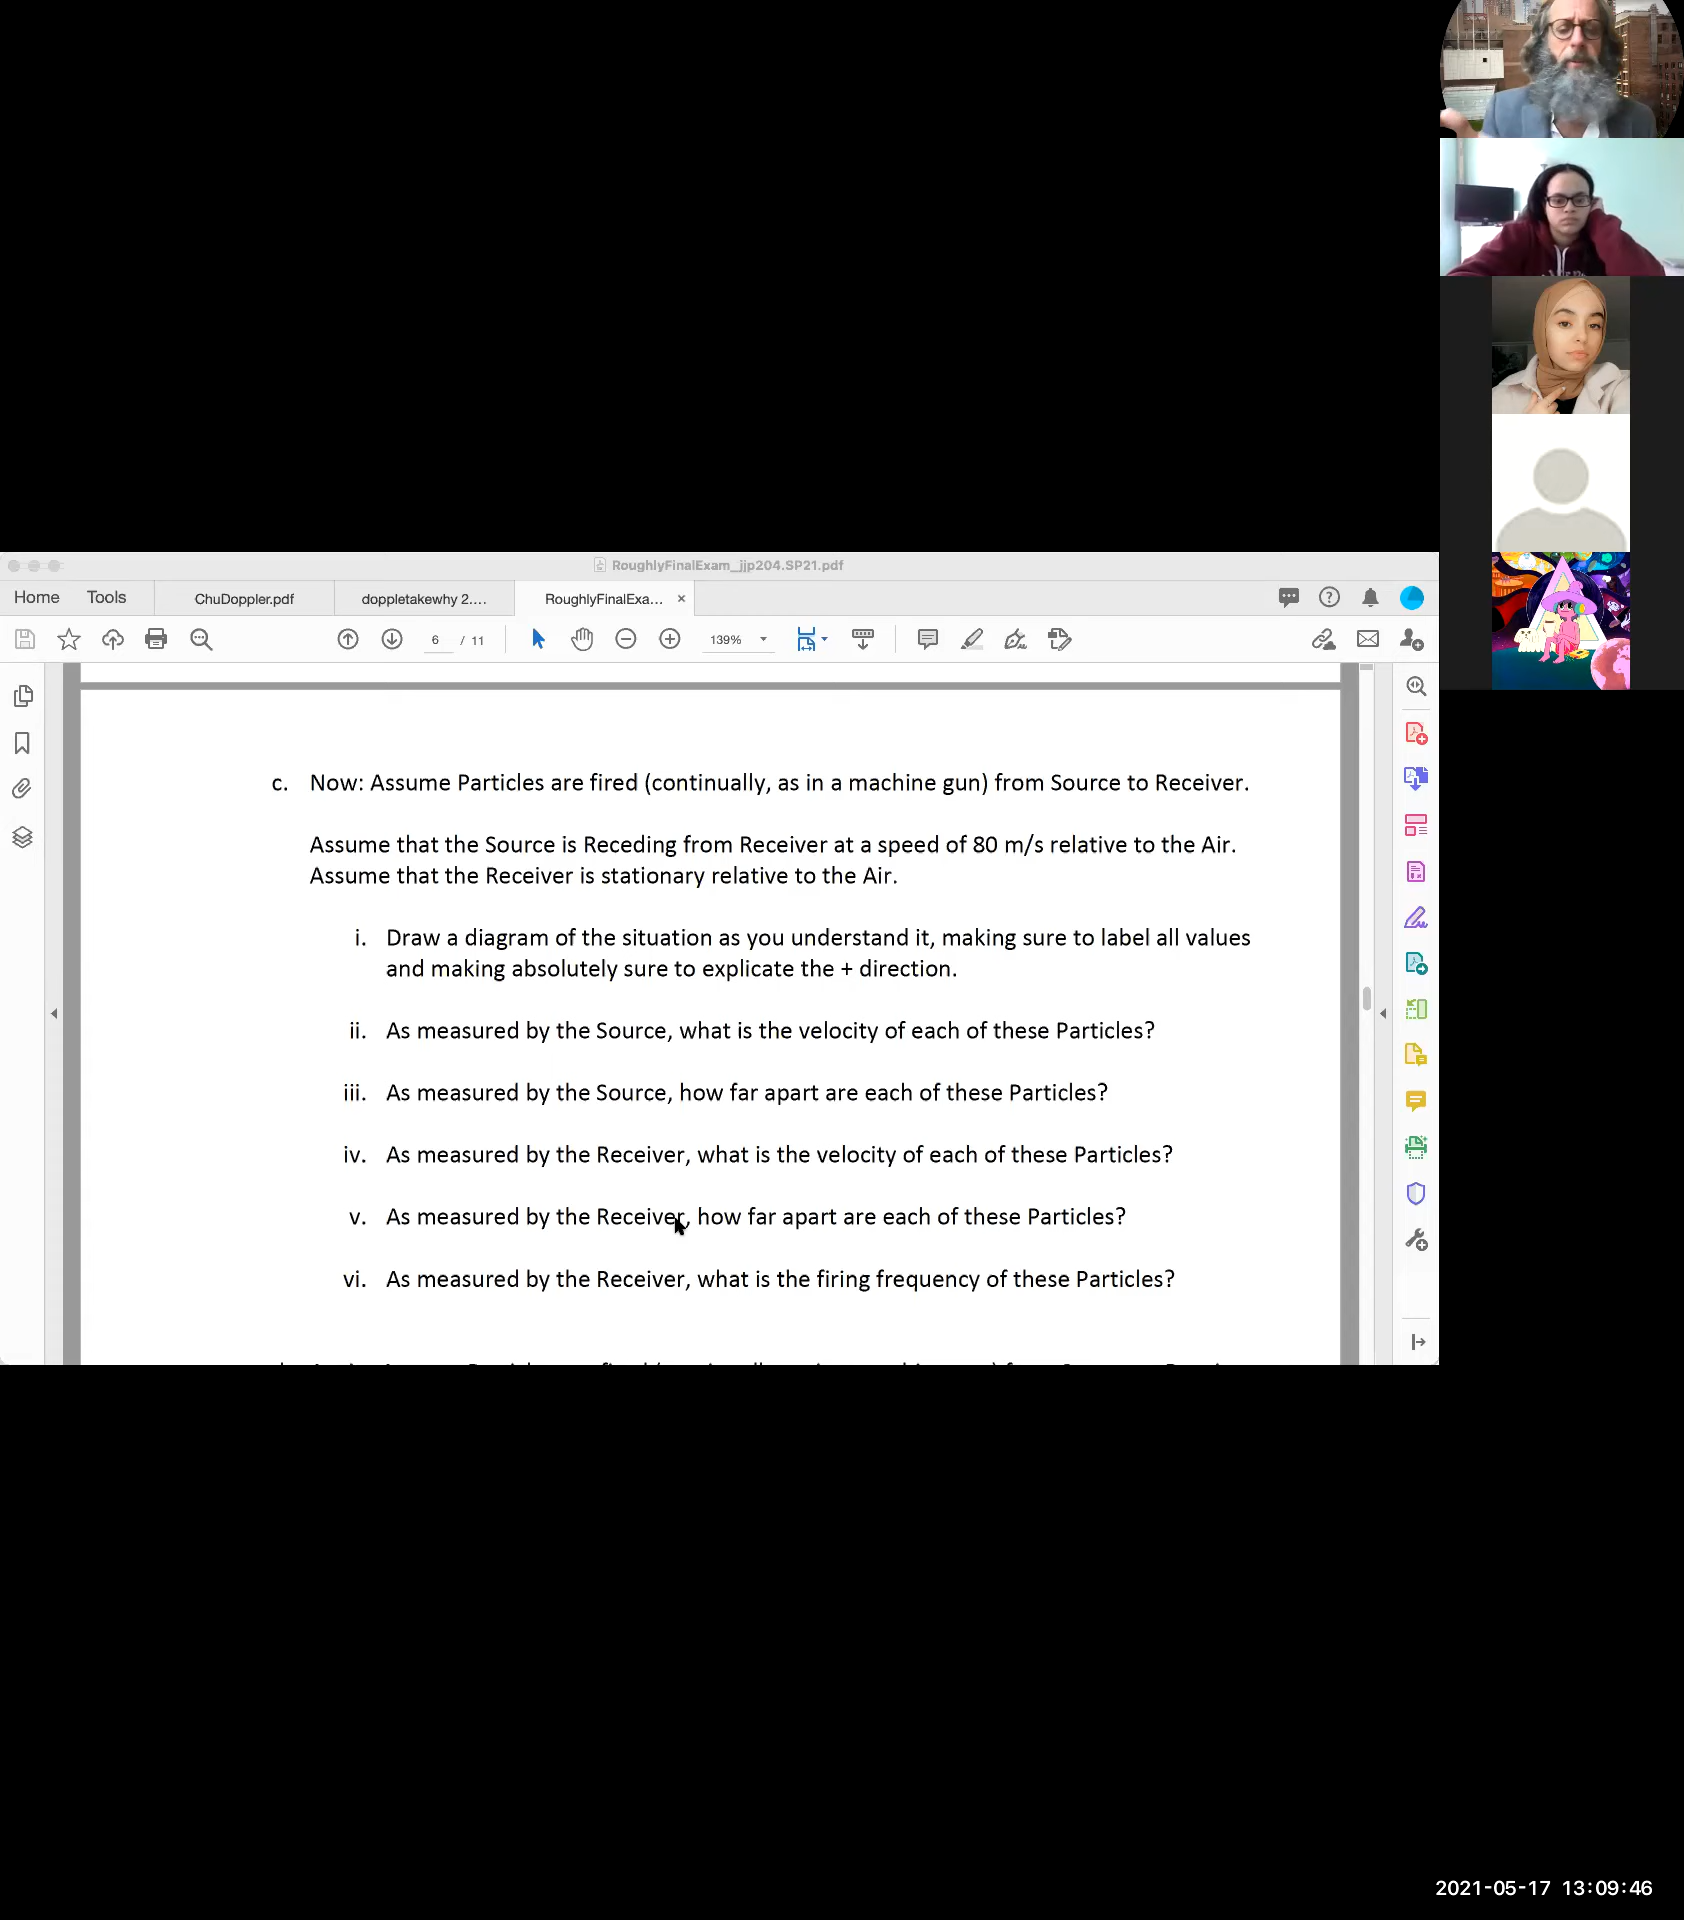 RoughlyFinalExam_jjp204.SP21.pdf
Home Tools ChuDoppler.pdf doppletakewhy 2.... RoughlyFinalExa... ×
6 / 11 139%
c. Now: Assume Particles are fired (continually, as in a machine gun) from Source to Receiver.
Assume that the Source is Receding from Receiver at a speed of 80 m/s relative to the Air.
Assume that the Receiver is stationary relative to the Air.
i. Draw a diagram of the situation as you understand it, making sure to label all values
and making absolutely sure to explicate the + direction.
ii. As measured by the Source, what is the velocity of each of these Particles?
iii. As measured by the Source, how far apart are each of these Particles?
iv. As measured by the Receiver, what is the velocity of each of these Particles?
v. As measured by the Receiver, how far apart are each of these Particles?
vi. As measured by the Receiver, what is the firing frequency of these Particles?
2021-05-17 13:09:46